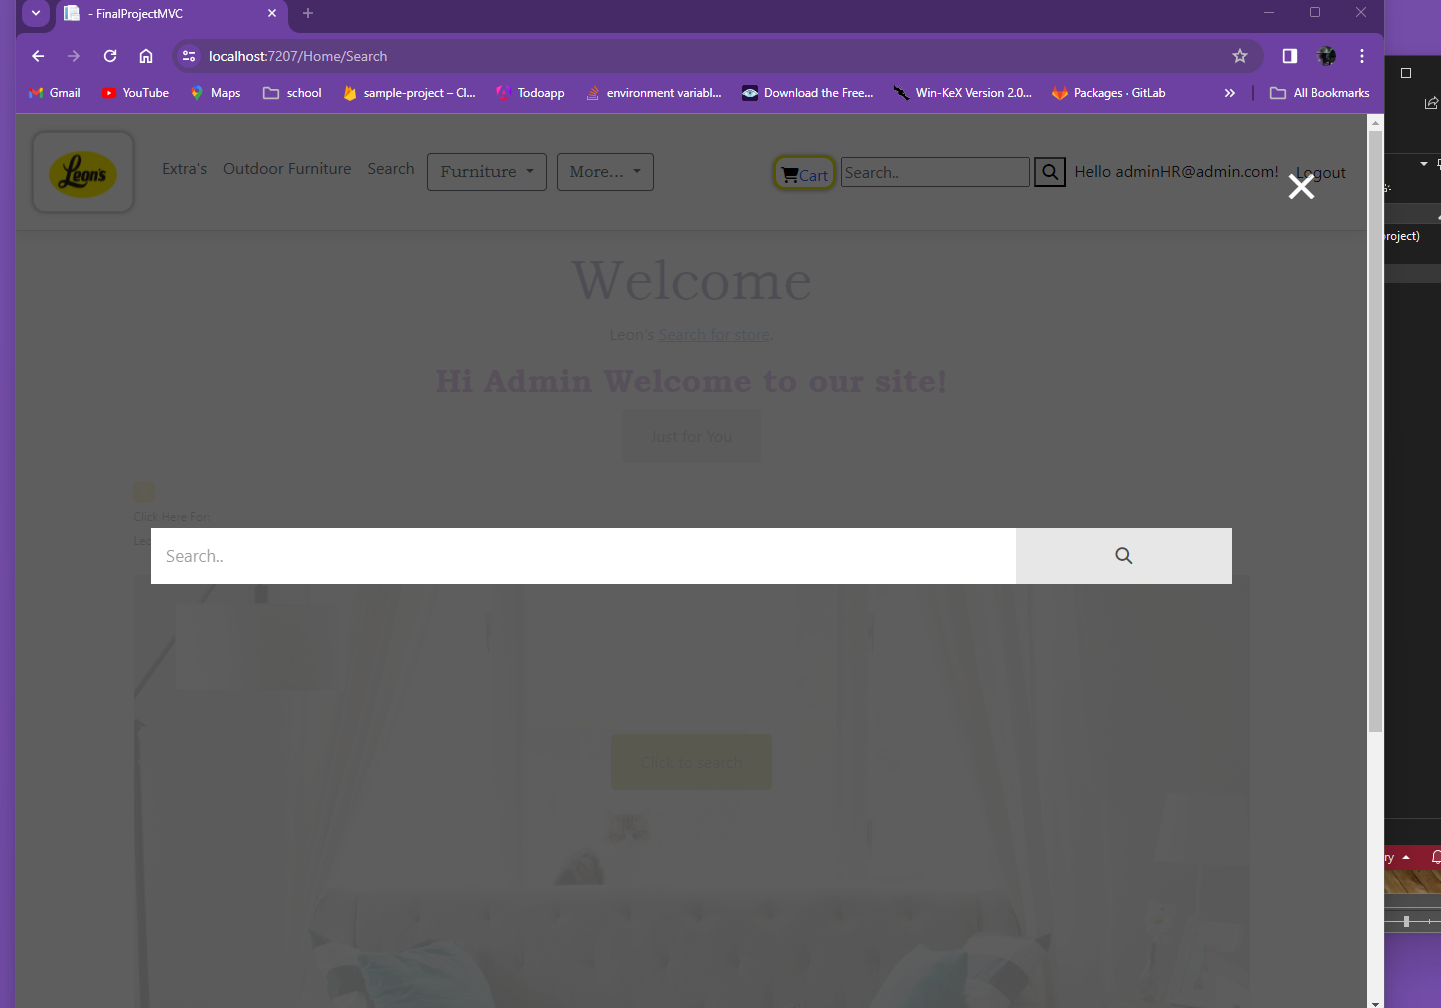 - FinalProjectMVC
localhost:7207/Home/Search
Gmail YouTube Maps school sample-project – Cl... Todoapp environment variabl... Download the Free... Win-KeX Version 2.0... Packages · GitLab » All Bookmarks
Leon's
Extra's Outdoor Furniture Search Furniture More... Cart Search.. Hello adminHR@admin.com! Logout
roject)
Welcome
Leon's Search for store.
Hi Admin Welcome to our site!
Just for You
Click Here For:
Search..
Click to search
ry